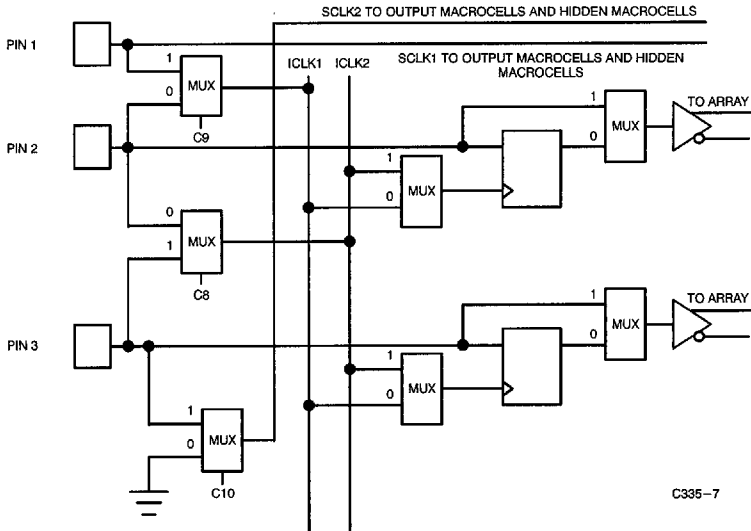 SCLK2 TO OUTPUT MACROCELLS AND HIDDEN MACROCELLS
PIN 1
SCLK1 TO OUTPUT MACROCELLS AND HIDDEN
MACROCELLS
ICLK1
ICLK2
1
0
MUX
C9
TO ARRAY
1
0
MUX
PIN 2
1
0
MUX
0
1
MUX
C8
TO ARRAY
1
0
MUX
PIN 3
1
0
MUX
1
0
MUX
C10
C335-7